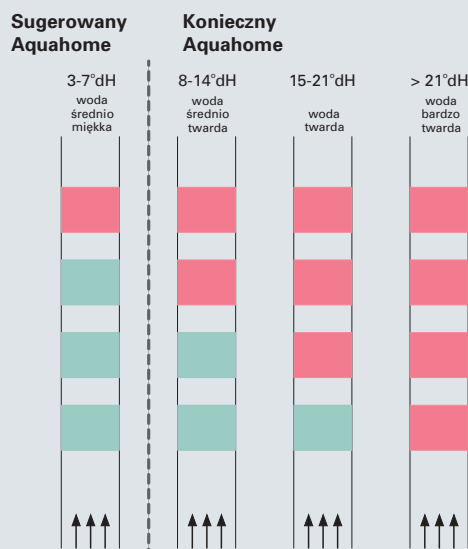 Sugerowany
Aquahome
Konieczny
Aquahome
3-7°dH
woda
średnio
miękka
8-14°dH
woda
średnio
twarda
15-21°dH
woda
twarda
> 21°dH
woda
bardzo
twarda